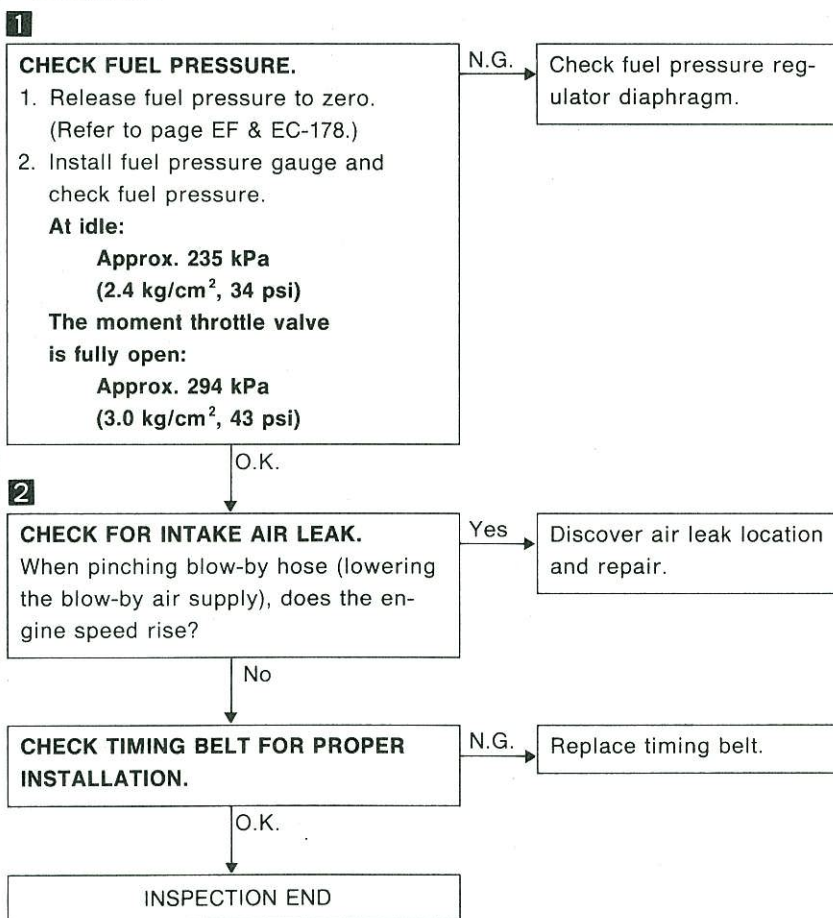 1
CHECK FUEL PRESSURE.
1. Release fuel pressure to zero.
(Refer to page EF & EC-178.)
2. Install fuel pressure gauge and
check fuel pressure.
At idle:
Approx. 235 kPa
(2.4 kg/cm², 34 psi)
The moment throttle valve
is fully open:
Approx. 294 kPa
(3.0 kg/cm², 43 psi)
N.G.
Check fuel pressure reg-
ulator diaphragm.
O.K.
2
CHECK FOR INTAKE AIR LEAK.
When pinching blow-by hose (lowering
the blow-by air supply), does the en-
gine speed rise?
Yes
Discover air leak location
and repair.
No
CHECK TIMING BELT FOR PROPER
INSTALLATION.
N.G.
Replace timing belt.
O.K.
INSPECTION END